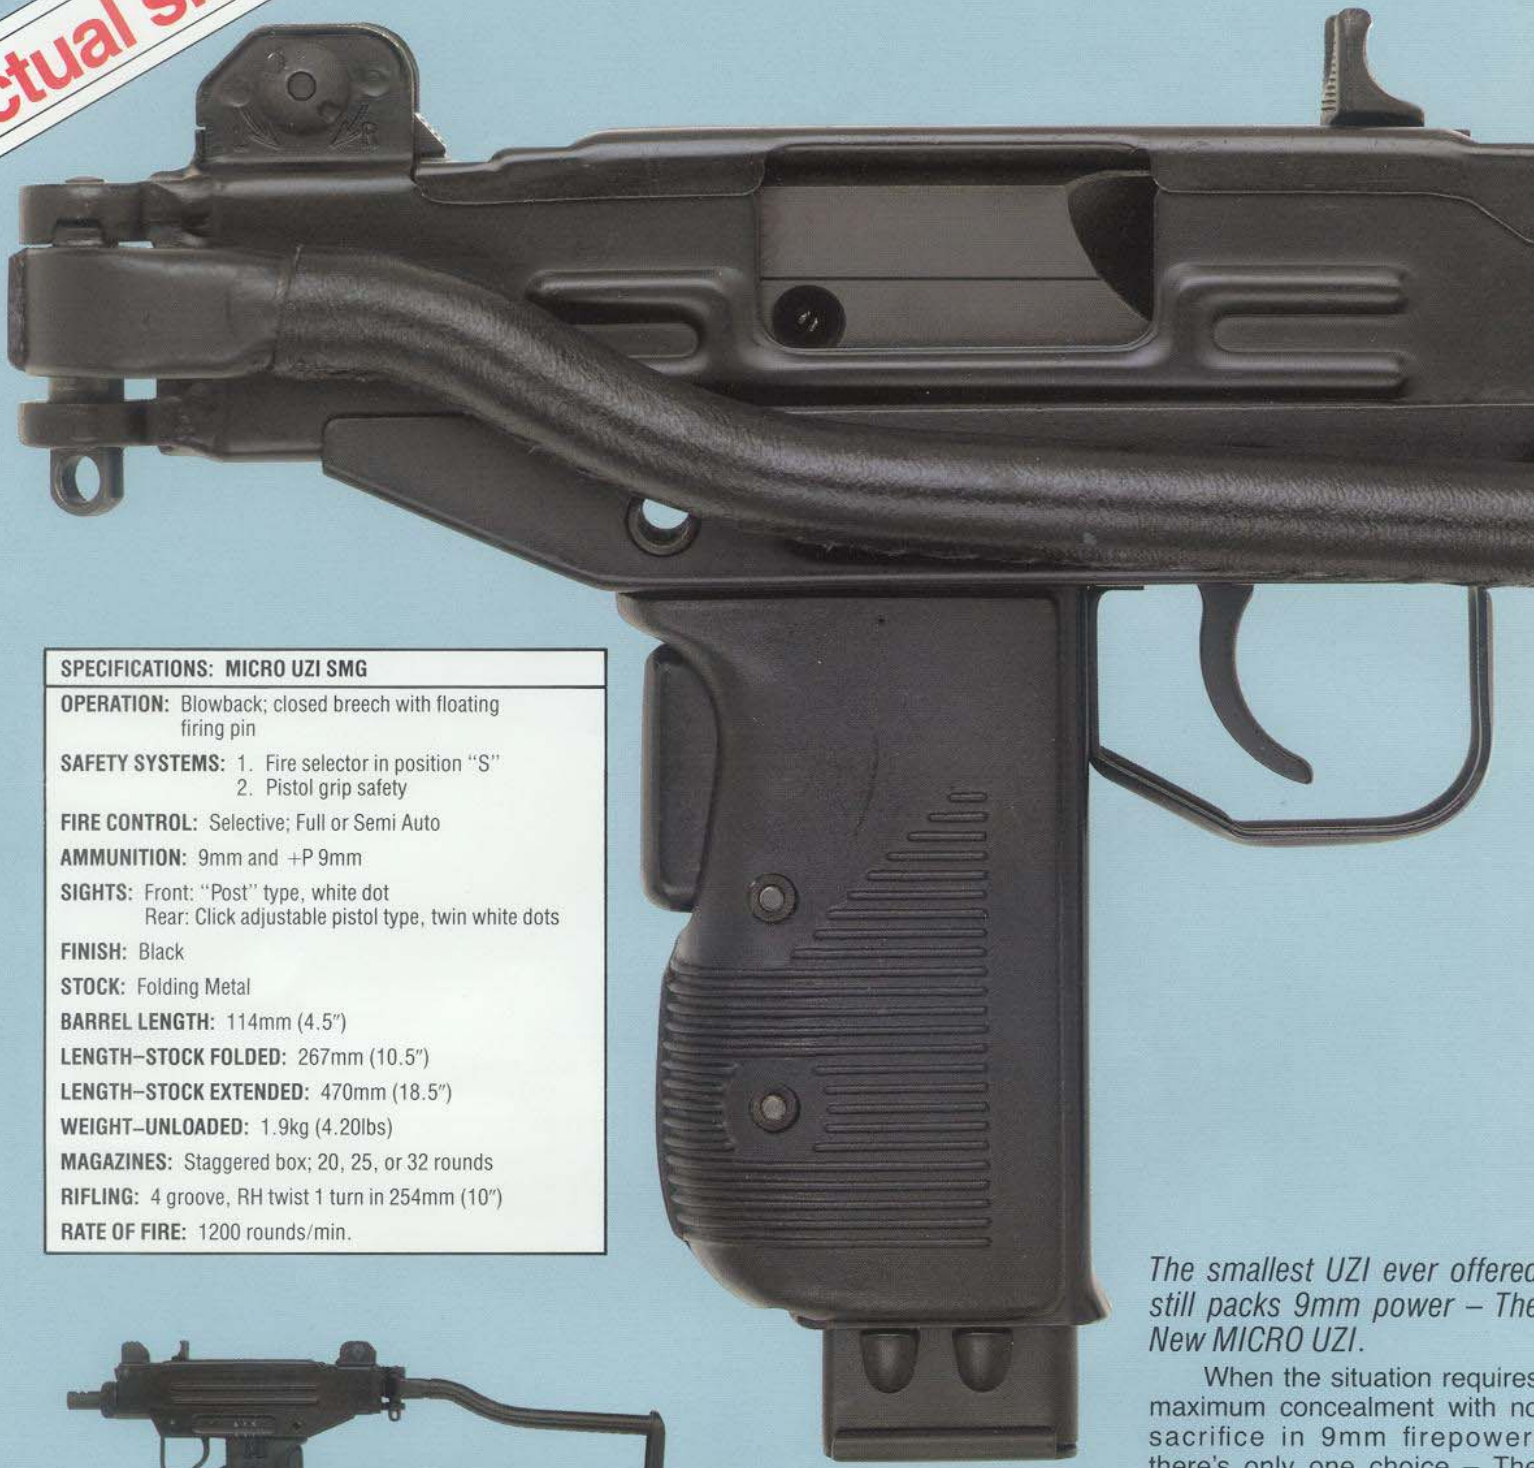 SPECIFICATIONS: MICRO UZI SMG
OPERATION: Blowback; closed breech with floating
firing pin
SAFETY SYSTEMS: 1. Fire selector in position “S”
2. Pistol grip safety
FIRE CONTROL: Selective; Full or Semi Auto
AMMUNITION: 9mm and +P 9mm
SIGHTS: Front: “Post” type, white dot
Rear: Click adjustable pistol type, twin white dots
FINISH: Black
STOCK: Folding Metal
BARREL LENGTH: 114mm (4.5″)
LENGTH–STOCK FOLDED: 267mm (10.5″)
LENGTH–STOCK EXTENDED: 470mm (18.5″)
WEIGHT–UNLOADED: 1.9kg (4.20lbs)
MAGAZINES: Staggered box; 20, 25, or 32 rounds
RIFLING: 4 groove, RH twist 1 turn in 254mm (10″)
RATE OF FIRE: 1200 rounds/min.
L R
The smallest UZI ever offered
still packs 9mm power – The
New MICRO UZI.
When the situation requires
maximum concealment with no
sacrifice in 9mm firepower
there's only one choice – The